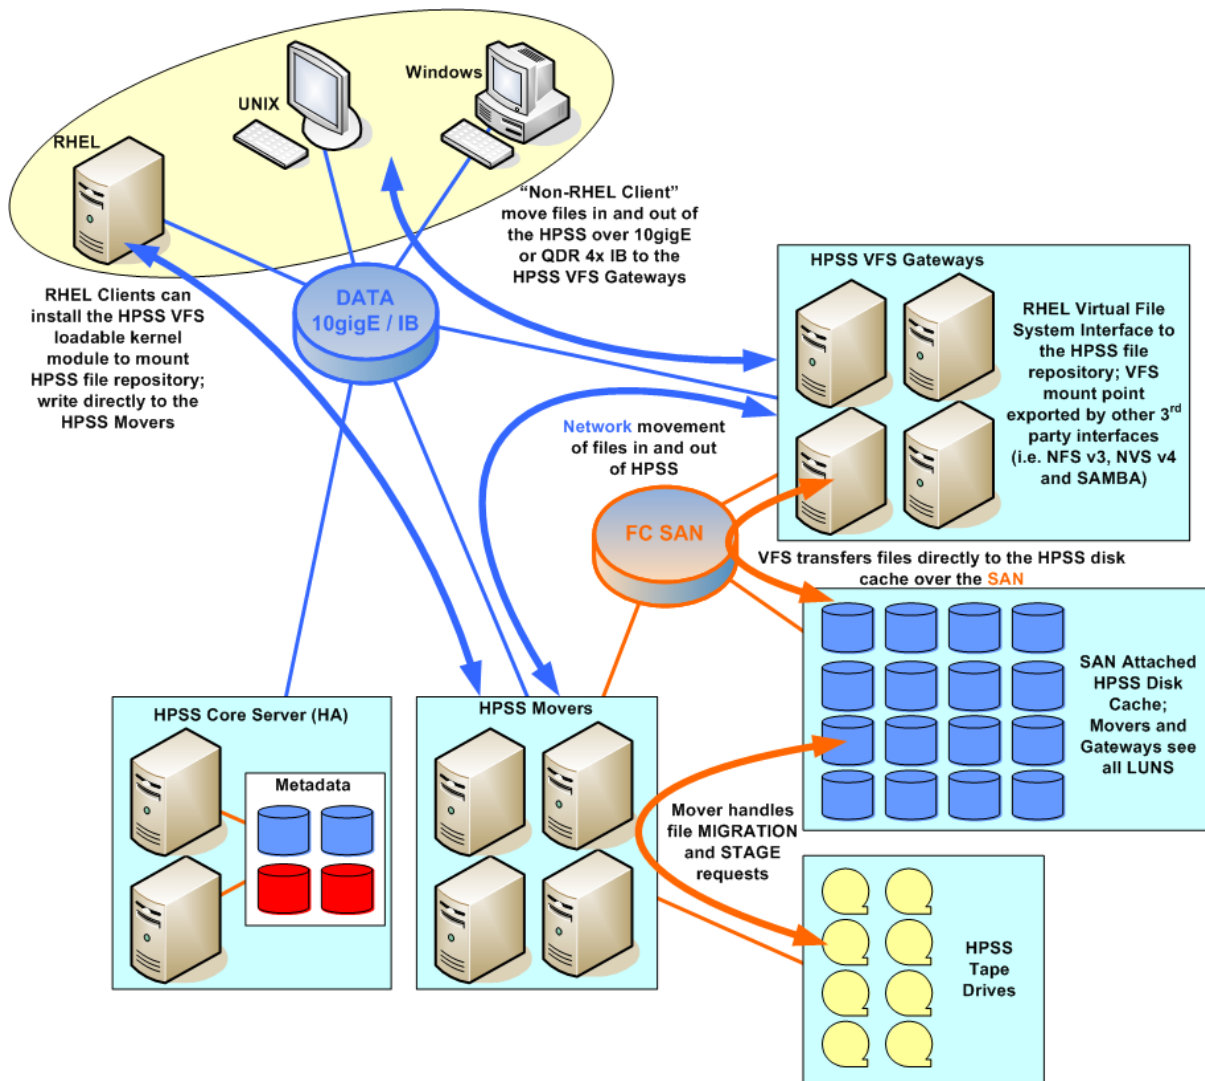 Windows
UNIX
RHEL
"Non-RHEL Client"
move files in and out of
the HPSS over 10gigE
or QDR 4x IB to the
HPSS VFS Gateways
RHEL Clients can
install the HPSS VFS
loadable kernel
module to mount
HPSS file repository;
write directly to the
HPSS Movers
DATA
10gigE / IB
HPSS VFS Gateways
RHEL Virtual File
System Interface to
the HPSS file
repository; VFS
mount point
exported by other 3rd
party interfaces
(i.e. NFS v3, NVS v4
and SAMBA)
Network movement
of files in and out
of HPSS
FC SAN
VFS transfers files directly to the HPSS disk
cache over the SAN
SAN Attached
HPSS Disk
Cache;
Movers and
Gateways see
all LUNS
HPSS Core Server (HA)
Metadata
HPSS Movers
Mover handles
file MIGRATION
and STAGE
requests
HPSS
Tape
Drives